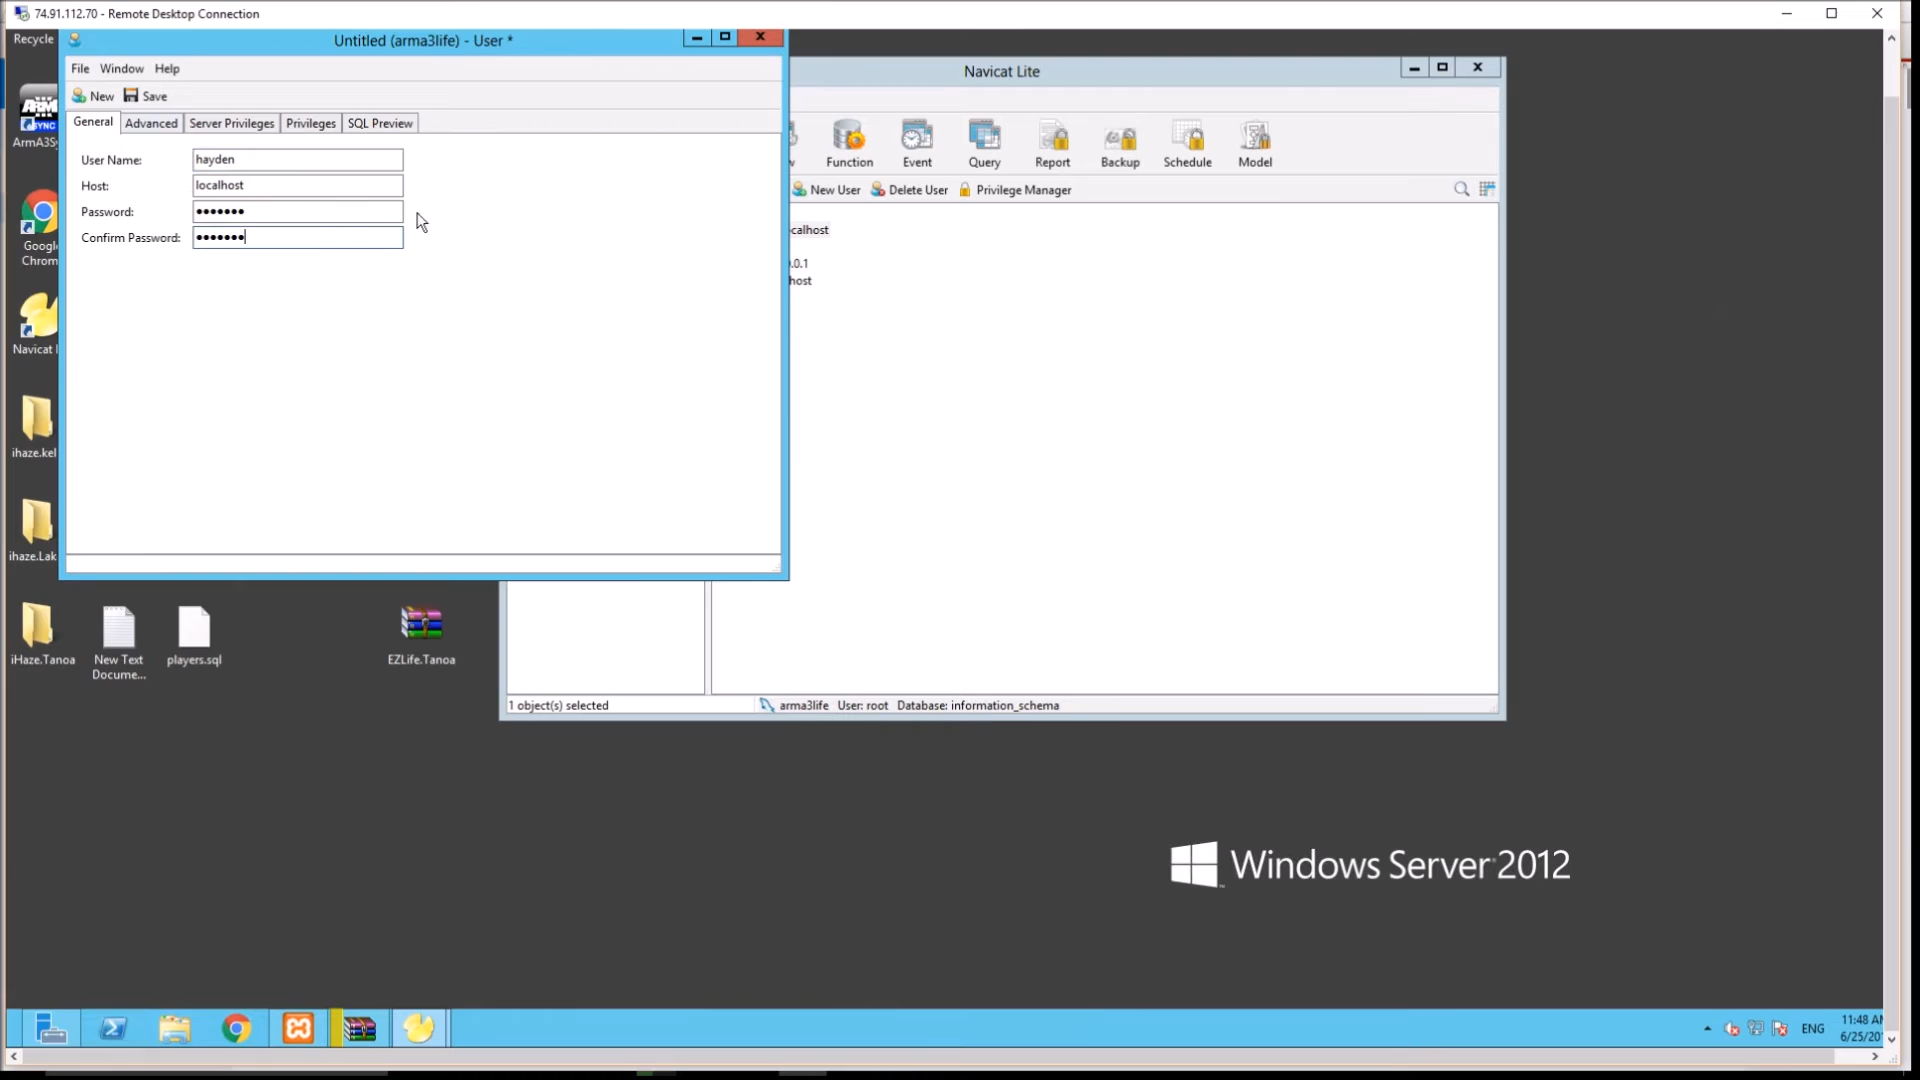 74.91.112.70 - Remote Desktop Connection
Recycle
Untitled (arma3life) - User *
File Window Help
New Save
General Advanced Server Privileges Privileges SQL Preview
User Name: hayden
Host: localhost
Password: •••••••
Confirm Password: •••••••
Navicat Lite
Function Event Query Report Backup Schedule Model
New User Delete User Privilege Manager
calhost
.0.1
host
ArmA3Sy
Google
Chrom
Navicat
ihaze.kel
ihaze.Lak
iHaze.Tanoa
New Text
Docume...
players.sql
EZLife.Tanoa
1 object(s) selected
arma3life User: root Database: information_schema
Windows Server 2012
ENG
11:48 AM
6/25/20